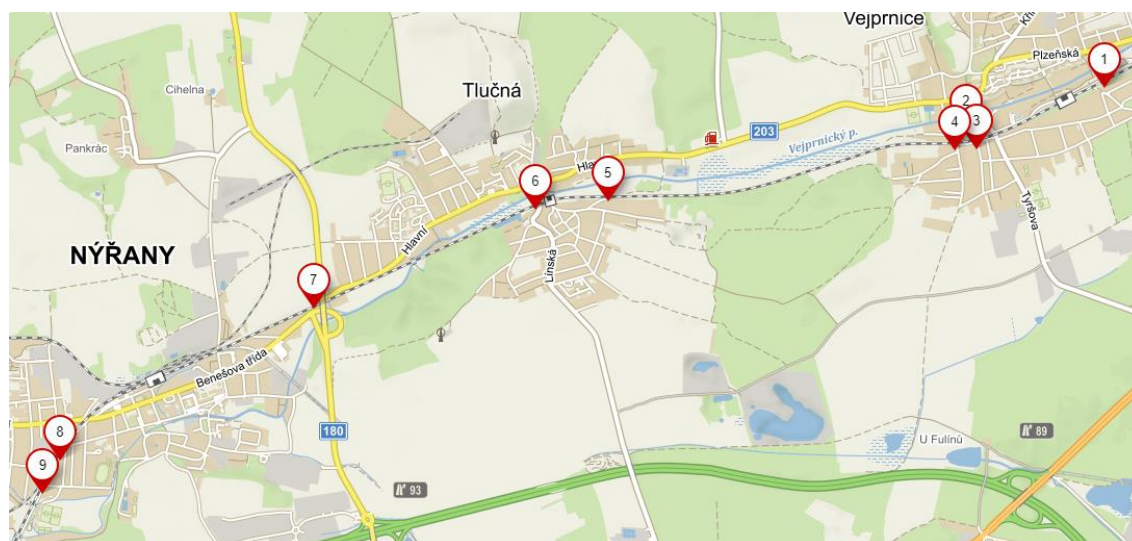 Vejprnice
Plzeňská
1
Cihelna
Tlučná
2
203
Vejprnický p.
4
3
Pankrác
6
5
Tyršova
Hlavní
NÝŘANY
Línská
7
Benešova třída
180
8
U Fulínů
89
9
93